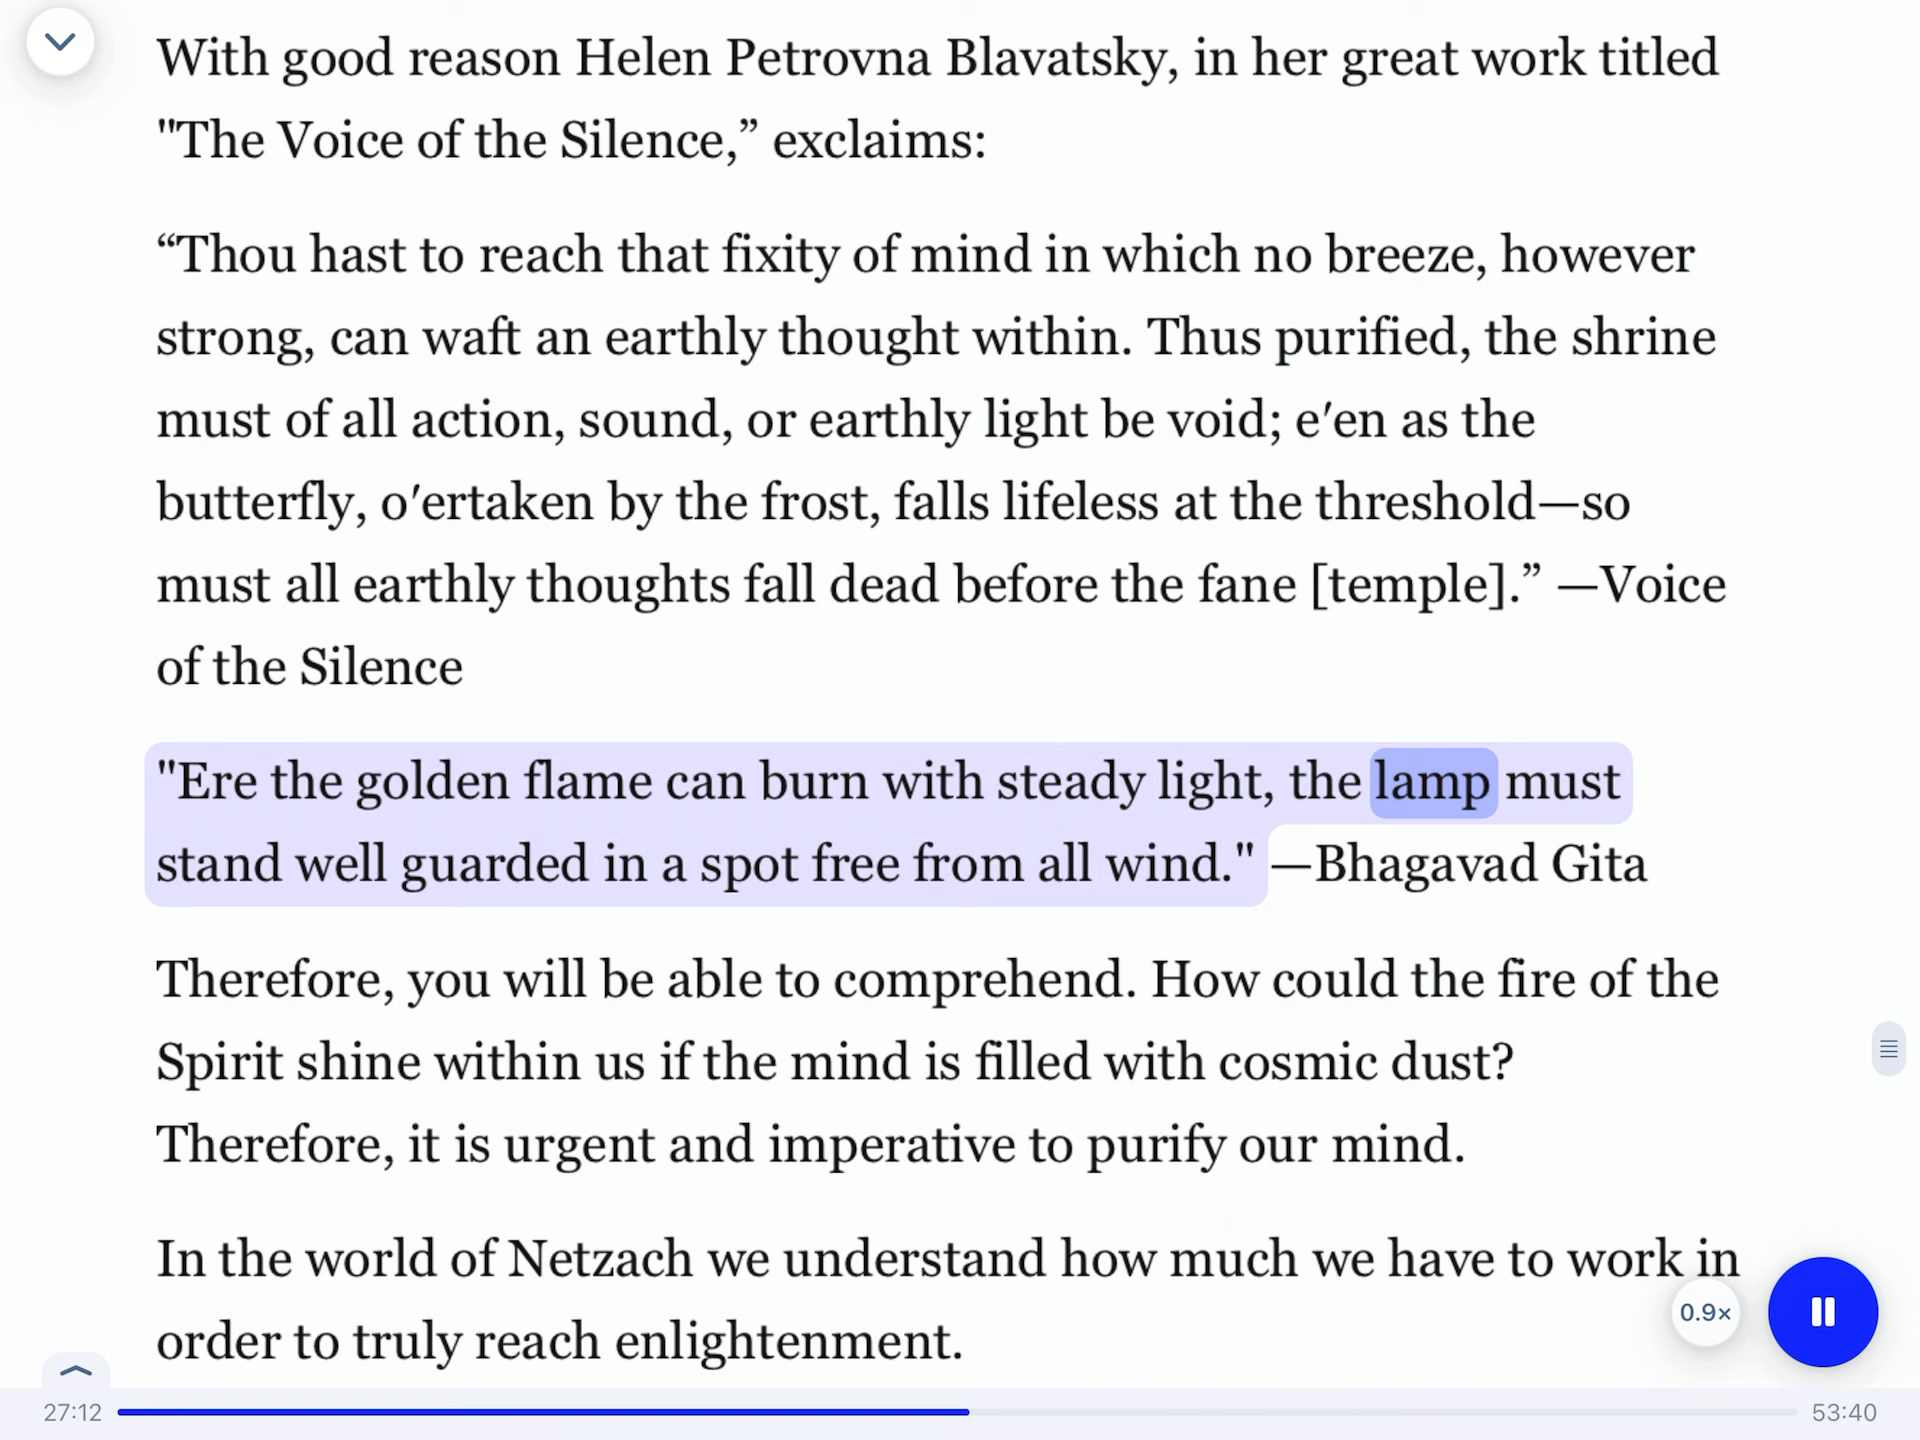 With good reason Helen Petrovna Blavatsky, in her great work titled
"The Voice of the Silence,” exclaims:
“Thou hast to reach that fixity of mind in which no breeze, however
strong, can waft an earthly thought within. Thus purified, the shrine
must of all action, sound, or earthly light be void; e′en as the
butterfly, o′ertaken by the frost, falls lifeless at the threshold—so
must all earthly thoughts fall dead before the fane [temple].” —Voice
of the Silence
"Ere the golden flame can burn with steady light, the lamp must
stand well guarded in a spot free from all wind." —Bhagavad Gita
Therefore, you will be able to comprehend. How could the fire of the
Spirit shine within us if the mind is filled with cosmic dust?
Therefore, it is urgent and imperative to purify our mind.
In the world of Netzach we understand how much we have to work in
order to truly reach enlightenment.
0.9×
27:12
53:40